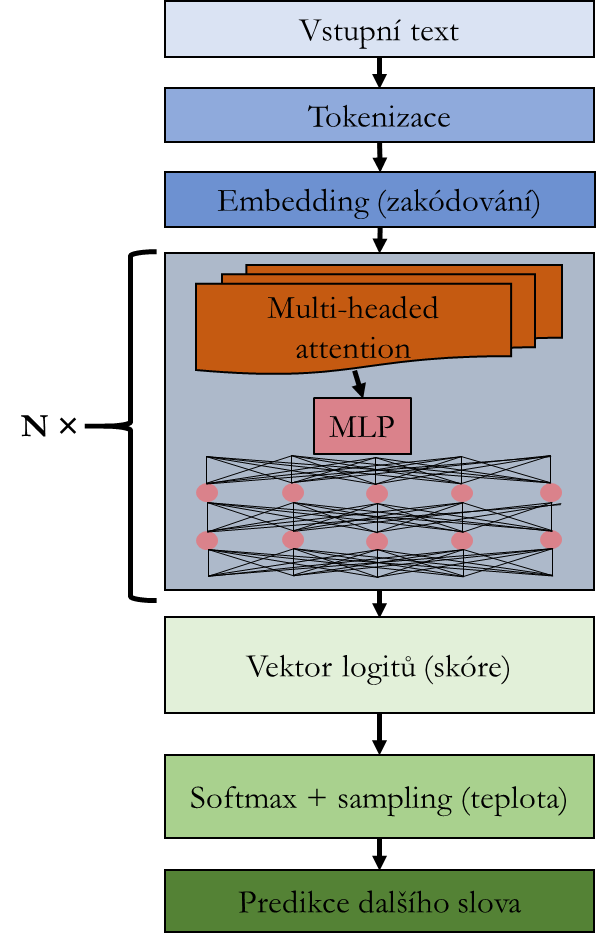 Vstupní text
Tokenizace
Embedding (zakódování)
Multi-headed
attention
N ×
MLP
Vektor logitů (skóre)
Softmax + sampling (teplota)
Predikce dalšího slova